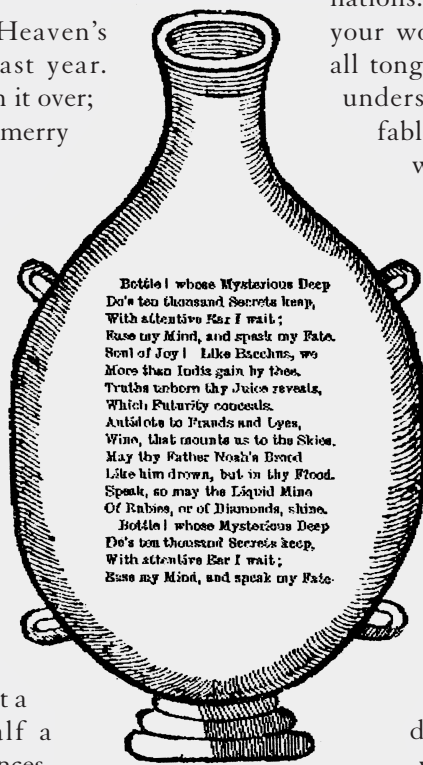 nations.
Heaven's
ast year.
n it over;
merry
your wo
all tong
unders
fabl
w
Bottle! whose Mysterious Deep
Do's ten thousand Secrets keep,
With attentive Ear I wait;
Ease my Mind, and speak my Fate.
Soul of Joy! Like Bacchus, we
More than India gain by thee.
Truths unborn thy Juice reveals,
Which Futurity conceals.
Antidote to Frauds and Lyes,
Wine, that mounts us to the Skies.
May thy Father Noah's Brood
Like him drown, but in thy Flood.
Speak, so may the Liquid Mine
Of Rubies, or of Diamonds, shine.
Bottle! whose Mysterious Deep
Do's ten thousand Secrets keep,
With attentive Ear I wait;
Ease my Mind, and speak my Fate.
t a
alf a
nces
d